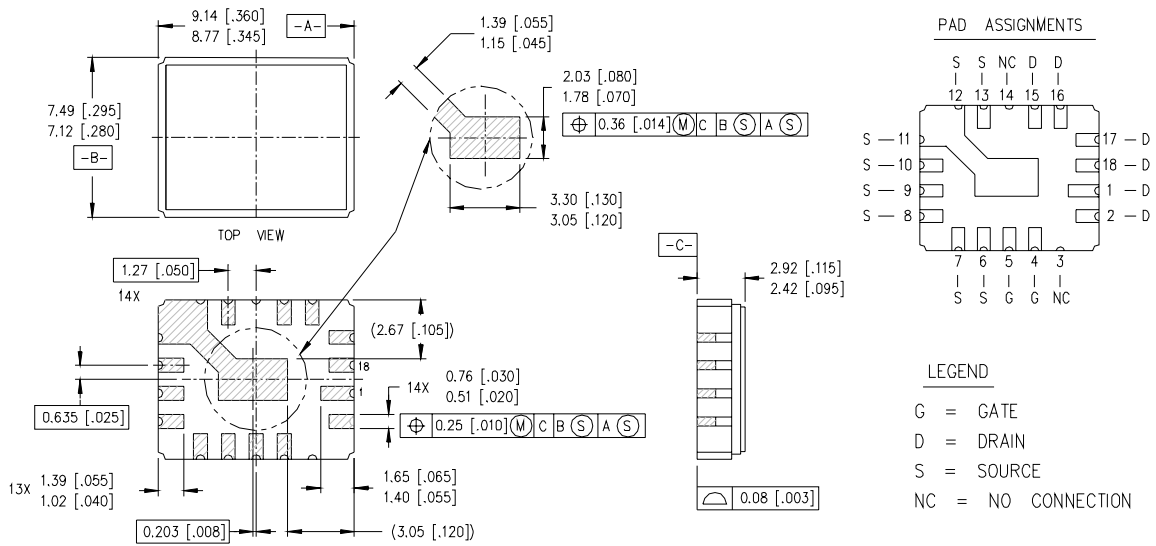 9.14 [.360]
8.77 [.345]
-A-
7.49 [.295]
7.12 [.280]
-B-
TOP VIEW
1.39 [.055]
1.15 [.045]
2.03 [.080]
1.78 [.070]
⌖ 0.36 [.014] Ⓜ C B Ⓢ A Ⓢ
3.30 [.130]
3.05 [.120]
1.27 [.050]
14X
(2.67 [.105])
18
1
0.635 [.025]
14X
0.76 [.030]
0.51 [.020]
⌖ 0.25 [.010] Ⓜ C B Ⓢ A Ⓢ
13X 1.39 [.055]
1.02 [.040]
1.65 [.065]
1.40 [.055]
0.203 [.008]
(3.05 [.120])
-C-
2.92 [.115]
2.42 [.095]
⌓ 0.08 [.003]
PAD ASSIGNMENTS
S S NC D D
12 13 14 15 16
S 11
S 10
S 9
S 8
17 D
18 D
1 D
2 D
7 6 5 4 3
S S G G NC
LEGEND
G = GATE
D = DRAIN
S = SOURCE
NC = NO CONNECTION